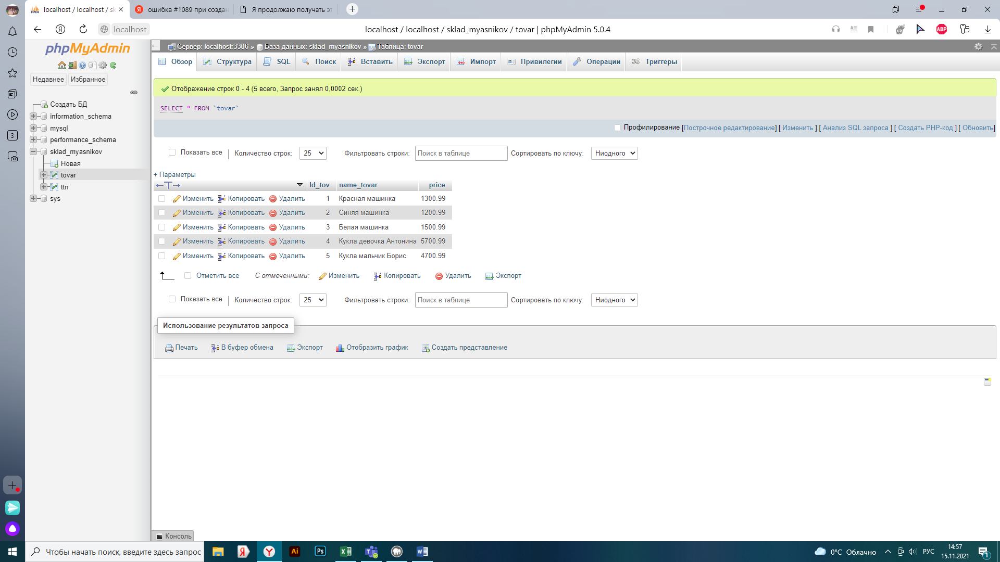 localhost / localhost / sk
ошибка #1089 при создан
Я продолжаю получать эт
localhost
localhost / localhost / sklad_myasnikov / tovar | phpMyAdmin 5.0.4
ABP
phpMyAdmin
Недавнее
Избранное
Создать БД
information_schema
mysql
performance_schema
sklad_myasnikov
Новая
tovar
ttn
sys
Сервер: localhost:3306 » База данных: sklad_myasnikov » Таблица: tovar
Обзор Структура SQL Поиск Вставить Экспорт Импорт Привилегии Операции Триггеры
Отображение строк 0 - 4 (5 всего, Запрос занял 0,0002 сек.)
SELECT * FROM `tovar`
Профилирование [Построчное редактирование] [ Изменить ] [ Анализ SQL запроса ] [ Создать PHP-код ] [ Обновить]
Показать все Количество строк: 25 Фильтровать строки: Поиск в таблице Сортировать по ключу: Ниодного
+ Параметры
←T→ Id_tov name_tovar price
Изменить Копировать Удалить 1 Красная машинка 1300.99
Изменить Копировать Удалить 2 Синяя машинка 1200.99
Изменить Копировать Удалить 3 Белая машинка 1500.99
Изменить Копировать Удалить 4 Кукла девочка Антонина 5700.99
Изменить Копировать Удалить 5 Кукла мальчик Борис 4700.99
Отметить все С отмеченными: Изменить Копировать Удалить Экспорт
Показать все Количество строк: 25 Фильтровать строки: Поиск в таблице Сортировать по ключу: Ниодного
Использование результатов запроса
Печать В буфер обмена Экспорт Отобразить график Создать представление
Консоль
Чтобы начать поиск, введите здесь запрос
0°C Облачно
РУС
14:57
15.11.2021